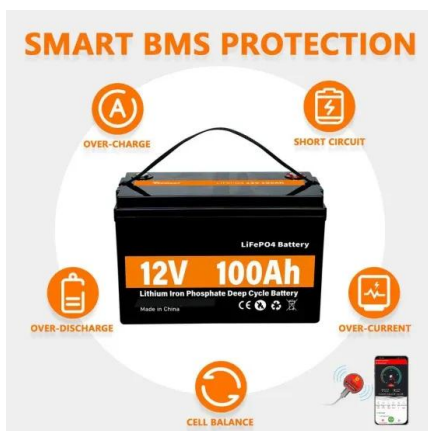 SMART BMS PROTECTION
OVER-CHARGE
SHORT CIRCUIT
LiFePO4 Battery
12V 100Ah
Lithium Iron Phosphate Deep Cycle Battery
Made in China
CE
OVER-DISCHARGE
OVER-CURRENT
CELL BALANCE